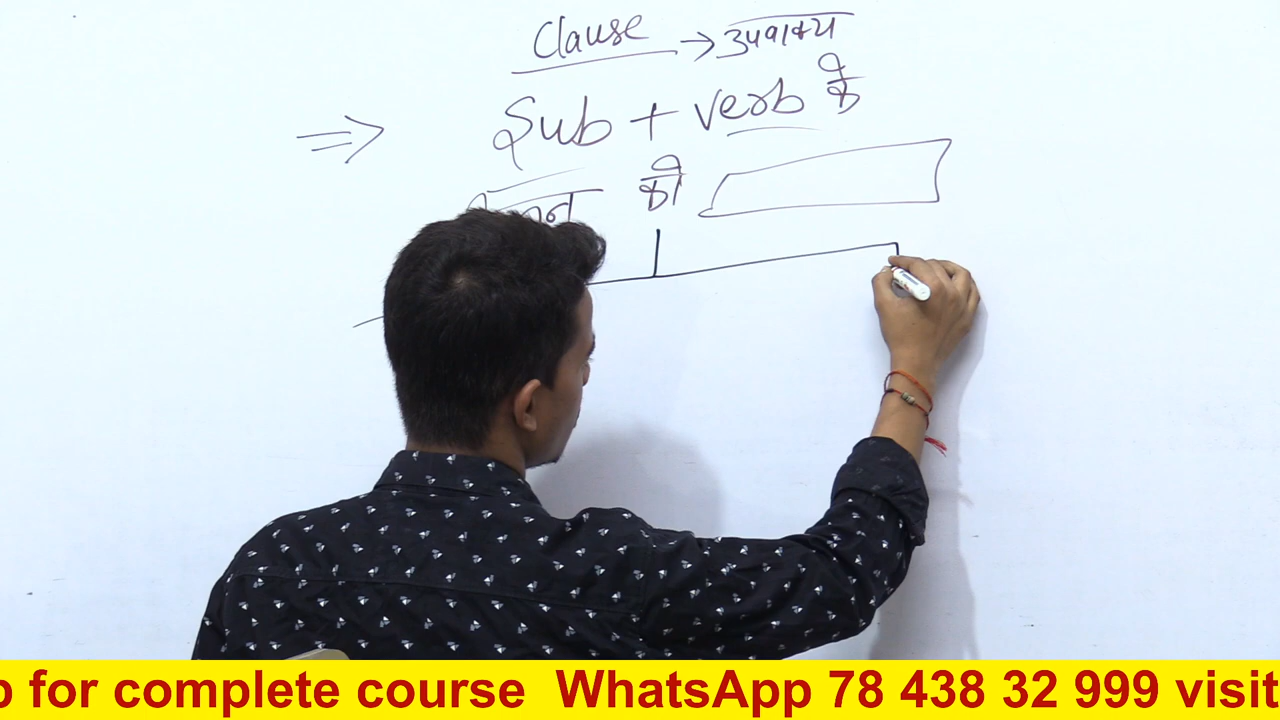 Clause → उपवाक्य
⇒ Sub + verb के
की
p for complete course WhatsApp 78 438 32 999 visit